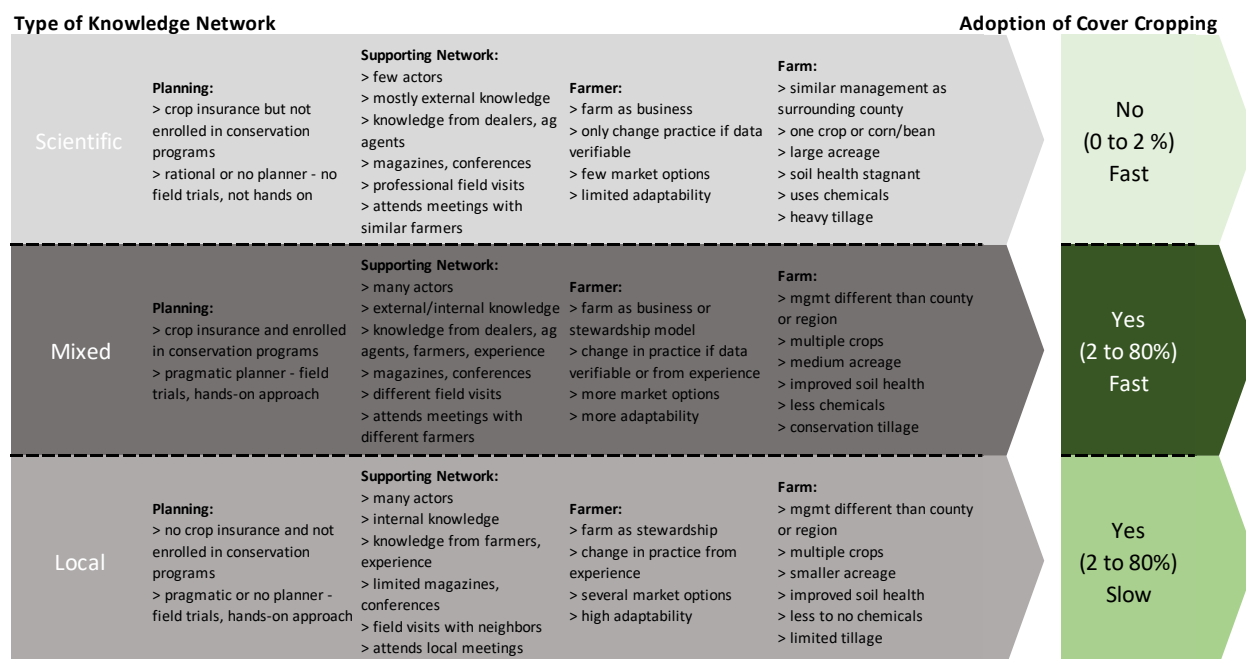 Type of Knowledge Network
Adoption of Cover Cropping
Scientific
Planning:
> crop insurance but not
enrolled in conservation
programs
> rational or no planner - no
field trials, not hands on
Supporting Network:
> few actors
> mostly external knowledge
> knowledge from dealers, ag
agents
> magazines, conferences
> professional field visits
> attends meetings with
similar farmers
Farmer:
> farm as business
> only change practice if data
verifiable
> few market options
> limited adaptability
Farm:
> similar management as
surrounding county
> one crop or corn/bean
> large acreage
> soil health stagnant
> uses chemicals
> heavy tillage
No
(0 to 2 %)
Fast
Mixed
Planning:
> crop insurance and enrolled
in conservation programs
> pragmatic planner - field
trials, hands-on approach
Supporting Network:
> many actors
> external/internal knowledge
> knowledge from dealers, ag
agents, farmers, experience
> magazines, conferences
> different field visits
> attends meetings with
different farmers
Farmer:
> farm as business or
stewardship model
> change in practice if data
verifiable or from experience
> more market options
> more adaptability
Farm:
> mgmt different than county
or region
> multiple crops
> medium acreage
> improved soil health
> less chemicals
> conservation tillage
Yes
(2 to 80%)
Fast
Local
Planning:
> no crop insurance and not
enrolled in conservation
programs
> pragmatic or no planner -
field trials, hands-on approach
Supporting Network:
> many actors
> internal knowledge
> knowledge from farmers,
experience
> limited magazines,
conferences
> field visits with neighbors
> attends local meetings
Farmer:
> farm as stewardship
> change in practice from
experience
> several market options
> high adaptability
Farm:
> mgmt different than county
or region
> multiple crops
> smaller acreage
> improved soil health
> less to no chemicals
> limited tillage
Yes
(2 to 80%)
Slow